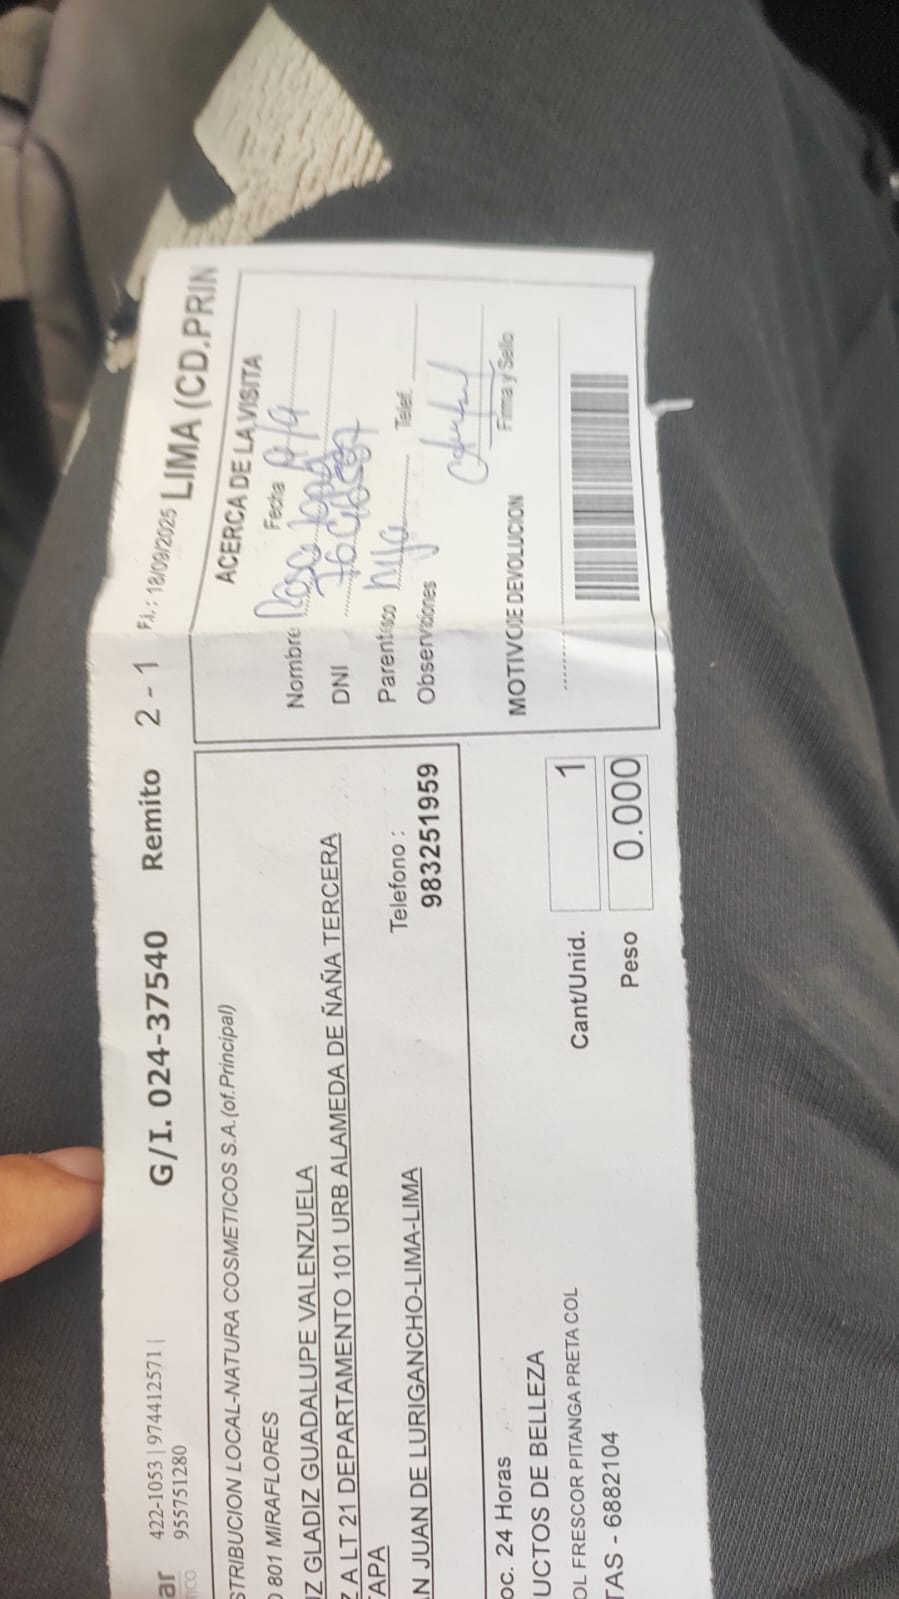 422-1053 | 974412571 |
955751280
G/I. 024-37540 Remito 2 - 1 F.i.: 18/09/2025 LIMA (CD.PRIN
STRIBUCION LOCAL-NATURA COSMETICOS S.A.(of.Principal)
801 MIRAFLORES
IZ GLADIZ GUADALUPE VALENZUELA
Z A LT 21 DEPARTAMENTO 101 URB ALAMEDA DE ÑAÑA TERCERA
TAPA
N JUAN DE LURIGANCHO-LIMA-LIMA
Telefono :
983251959
oc. 24 Horas
UCTOS DE BELLEZA
OL FRESCOR PITANGA PRETA COL
TAS - 6882104
Cant/Unid. 1
Peso 0.000
ACERCA DE LA VISITA
Fecha
Nombre Rosa
DNI
Parentsco Telef.
Observaciones
Firma y Sello
MOTIVO DE DEVOLUCION